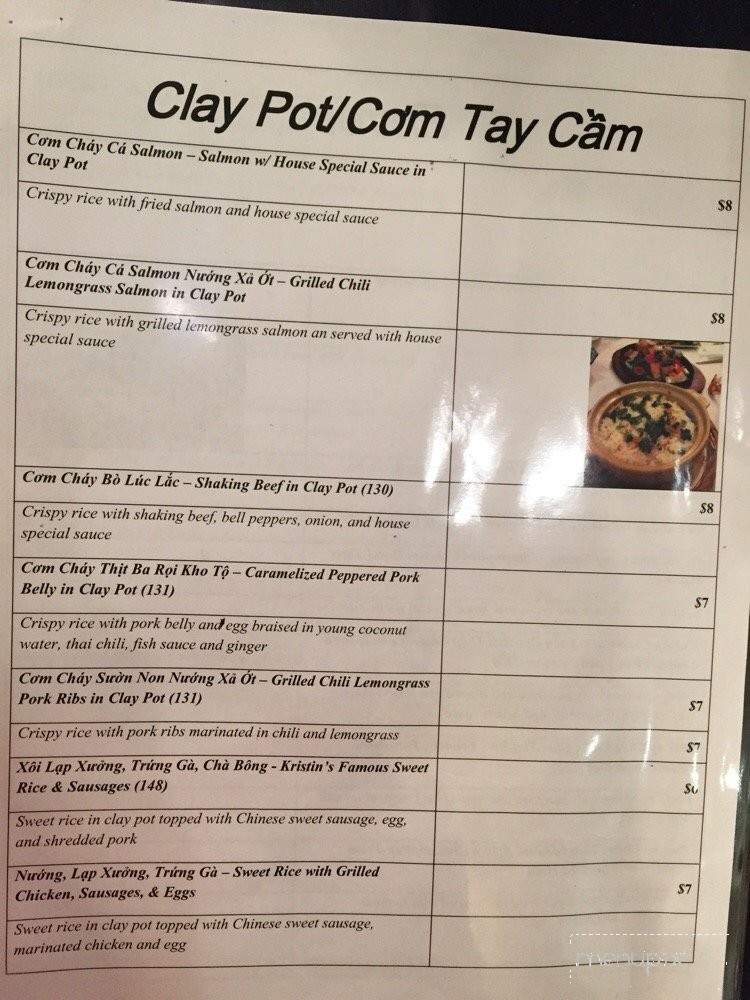 Clay Pot/Cơm Tay Cầm
Cơm Cháy Cá Salmon – Salmon w/ House Special Sauce in
Clay Pot
$8
Crispy rice with fried salmon and house special sauce
Cơm Cháy Cá Salmon Nướng Xả Ớt – Grilled Chili
Lemongrass Salmon in Clay Pot
$8
Crispy rice with grilled lemongrass salmon an served with house
special sauce
Cơm Cháy Bò Lúc Lắc – Shaking Beef in Clay Pot (130)
$8
Crispy rice with shaking beef, bell peppers, onion, and house
special sauce
Cơm Cháy Thịt Ba Rọi Kho Tộ – Caramelized Peppered Pork
Belly in Clay Pot (131)
$7
Crispy rice with pork belly and egg braised in young coconut
water, thai chili, fish sauce and ginger
Cơm Cháy Sườn Non Nướng Xả Ớt – Grilled Chili Lemongrass
Pork Ribs in Clay Pot (131)
$7
Crispy rice with pork ribs marinated in chili and lemongrass
$7
Xôi Lạp Xưởng, Trứng Gà, Chà Bông - Kristin's Famous Sweet
Rice & Sausages (148)
Sweet rice in clay pot topped with Chinese sweet sausage, egg,
and shredded pork
Nướng, Lạp Xưởng, Trứng Gà – Sweet Rice with Grilled
Chicken, Sausages, & Eggs
$7
Sweet rice in clay pot topped with Chinese sweet sausage,
marinated chicken and egg